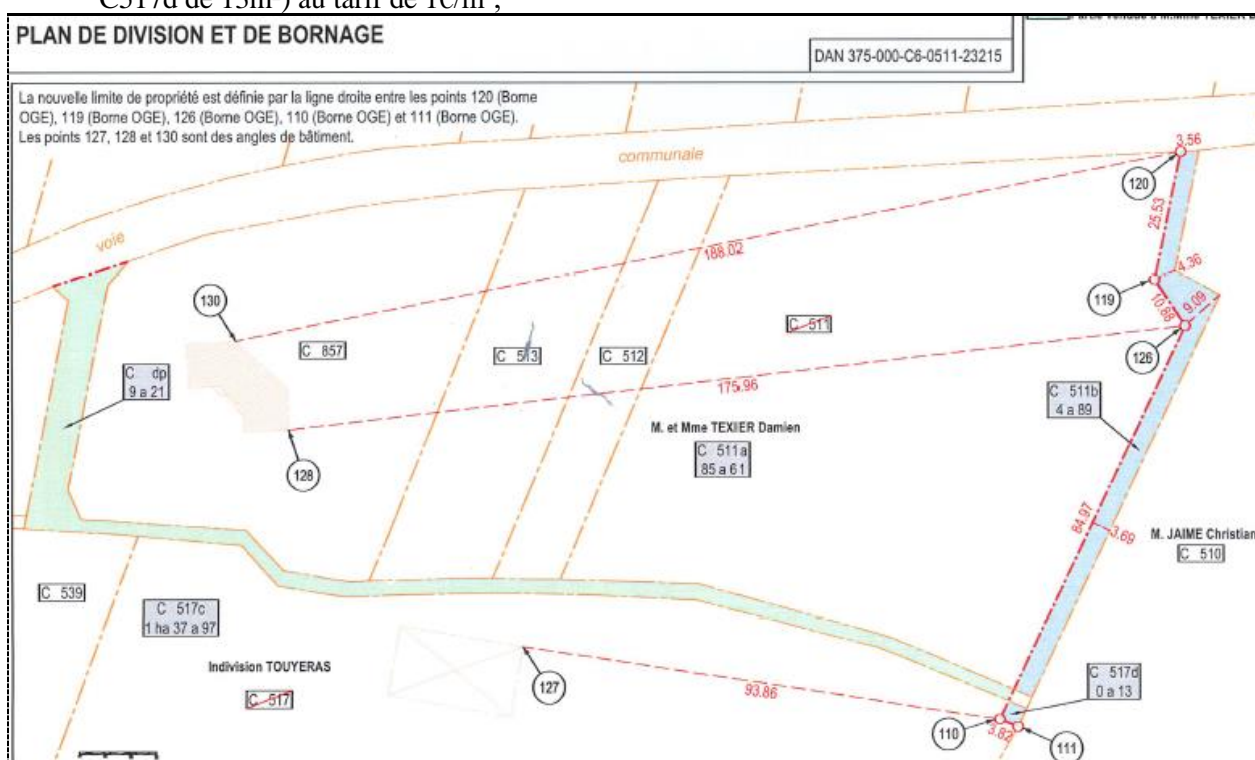 C517d de 13m²) au tarif de 1€/m²;
PLAN DE DIVISION ET DE BORNAGE
DAN 375-000-C6-0511-23215
La nouvelle limite de propriété est définie par la ligne droite entre les points 120 (Borne
OGE), 119 (Borne OGE), 126 (Borne OGE), 110 (Borne OGE) et 111 (Borne OGE).
Les points 127, 128 et 130 sont des angles de bâtiment.
communale
3.56
120
25.53
voie
188.02
4.36
119
10.88
9.09
130
C 511
126
C 857
C 513
C 512
C dp
9 a 21
175.96
C 511b
4 a 89
M. et Mme TEXIER Damien
C 511a
85 a 61
128
84.97
3.69
M. JAIME Christian
C 510
C 539
C 517c
1 ha 37 a 97
Indivision TOUYERAS
C 517
127
93.86
C 517d
0 a 13
110
3.82
111